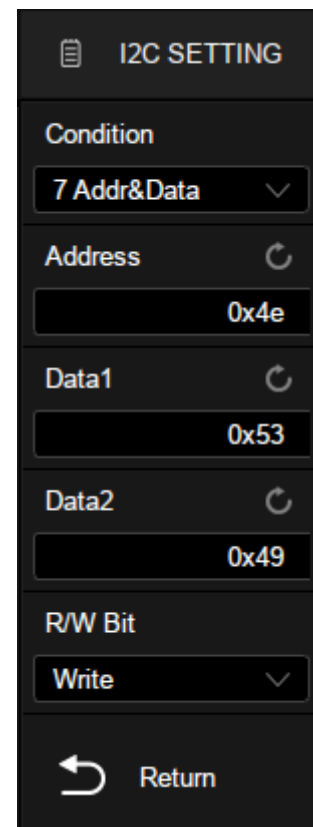 I2C SETTING
Condition
7 Addr&Data
Address
0x4e
Data1
0x53
Data2
0x49
R/W Bit
Write
Return